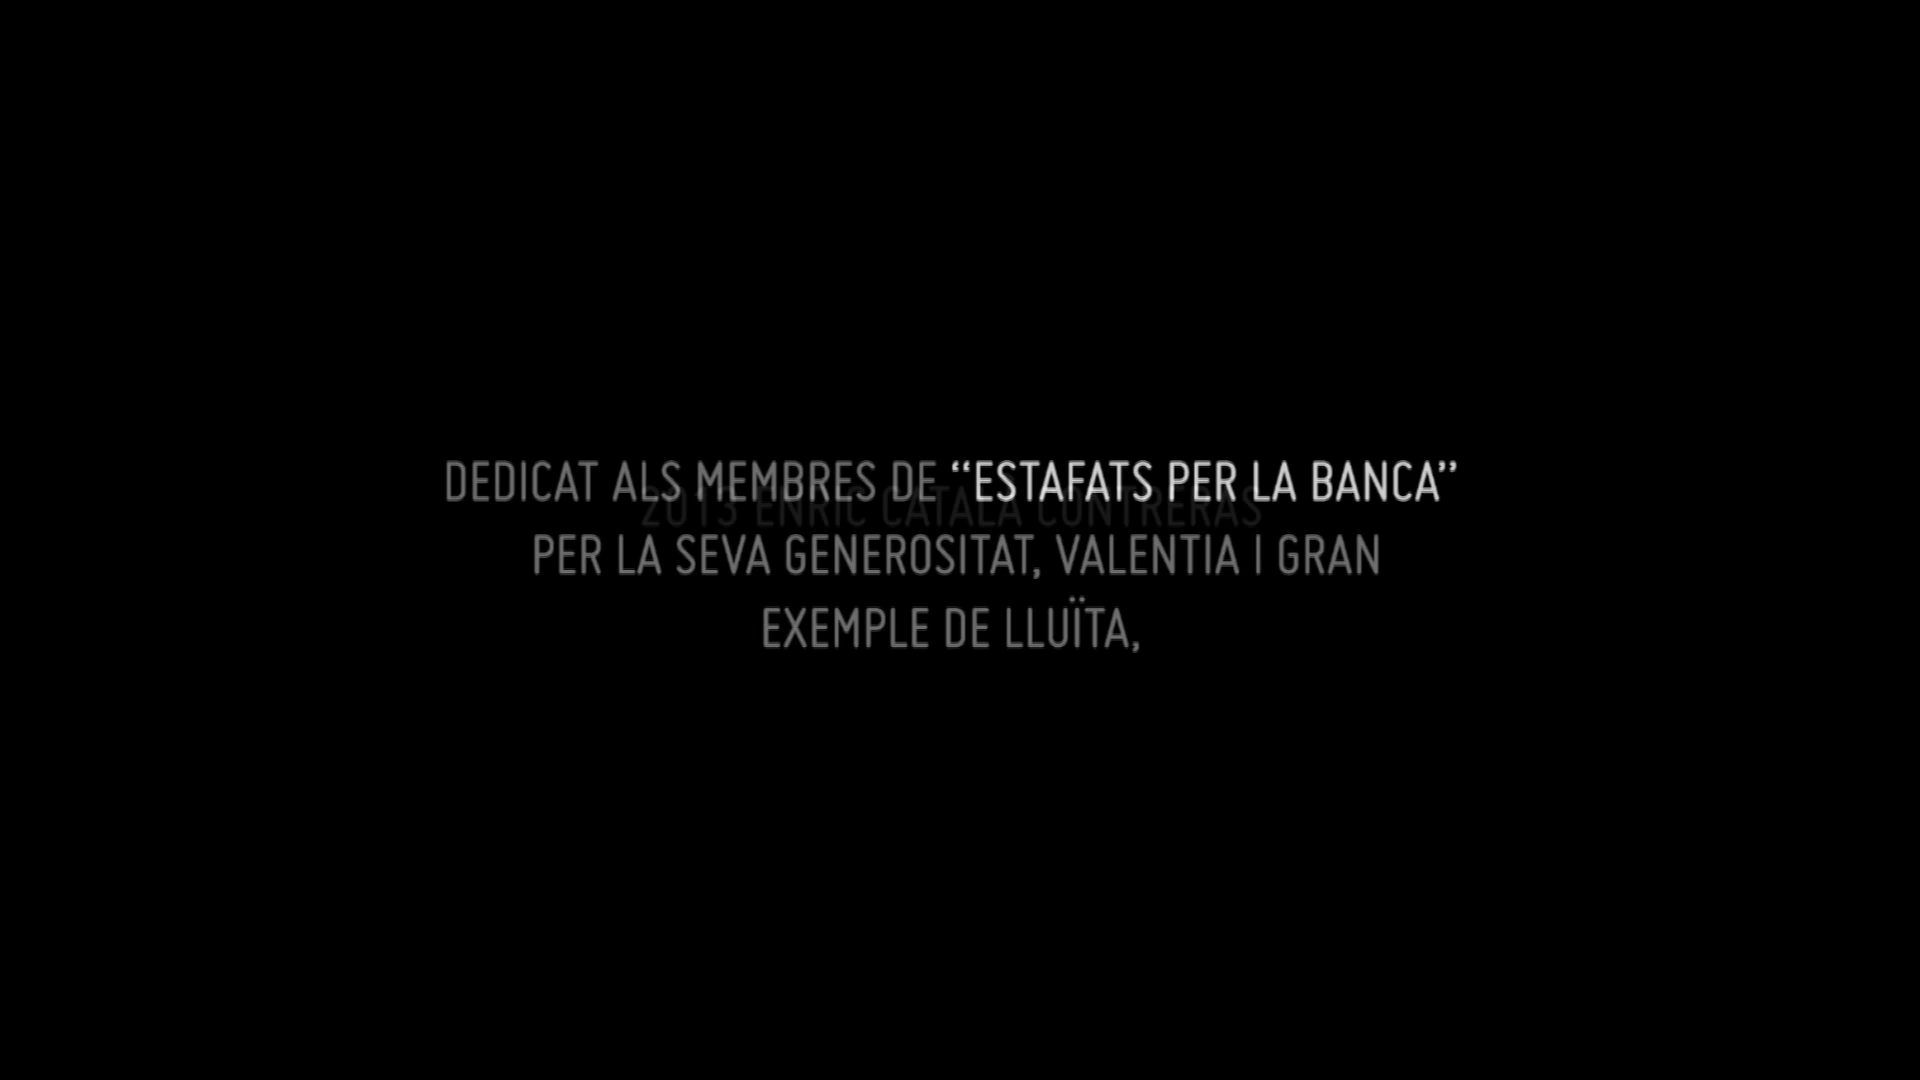 DEDICAT ALS MEMBRES DE “ESTAFATS PER LA BANCA”
2013 ENRIC CATALÀ CONTRERAS
PER LA SEVA GENEROSITAT, VALENTIA I GRAN
EXEMPLE DE LLUÏTA,